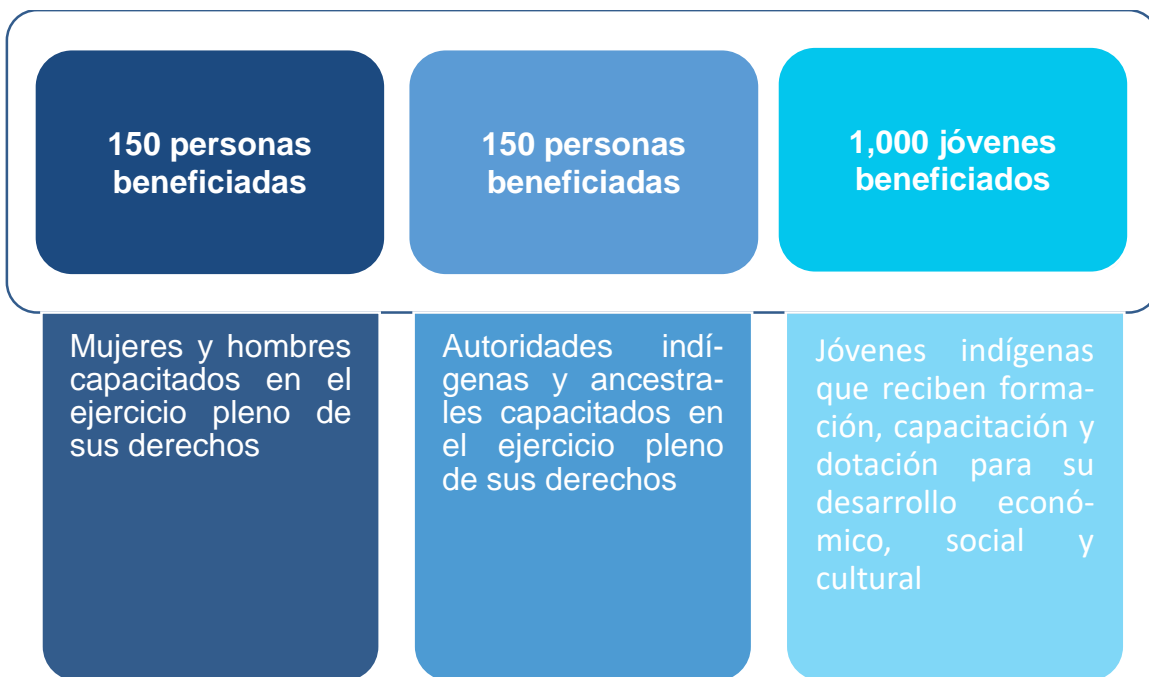 150 personas
beneficiadas
150 personas
beneficiadas
1,000 jóvenes
beneficiados
Mujeres y hombres
capacitados en el
ejercicio pleno de
sus derechos
Autoridades indí-
genas y ancestra-
les capacitados en
el ejercicio pleno
de sus derechos
Jóvenes indígenas
que reciben forma-
ción, capacitación y
dotación para su
desarrollo econó-
mico, social y
cultural